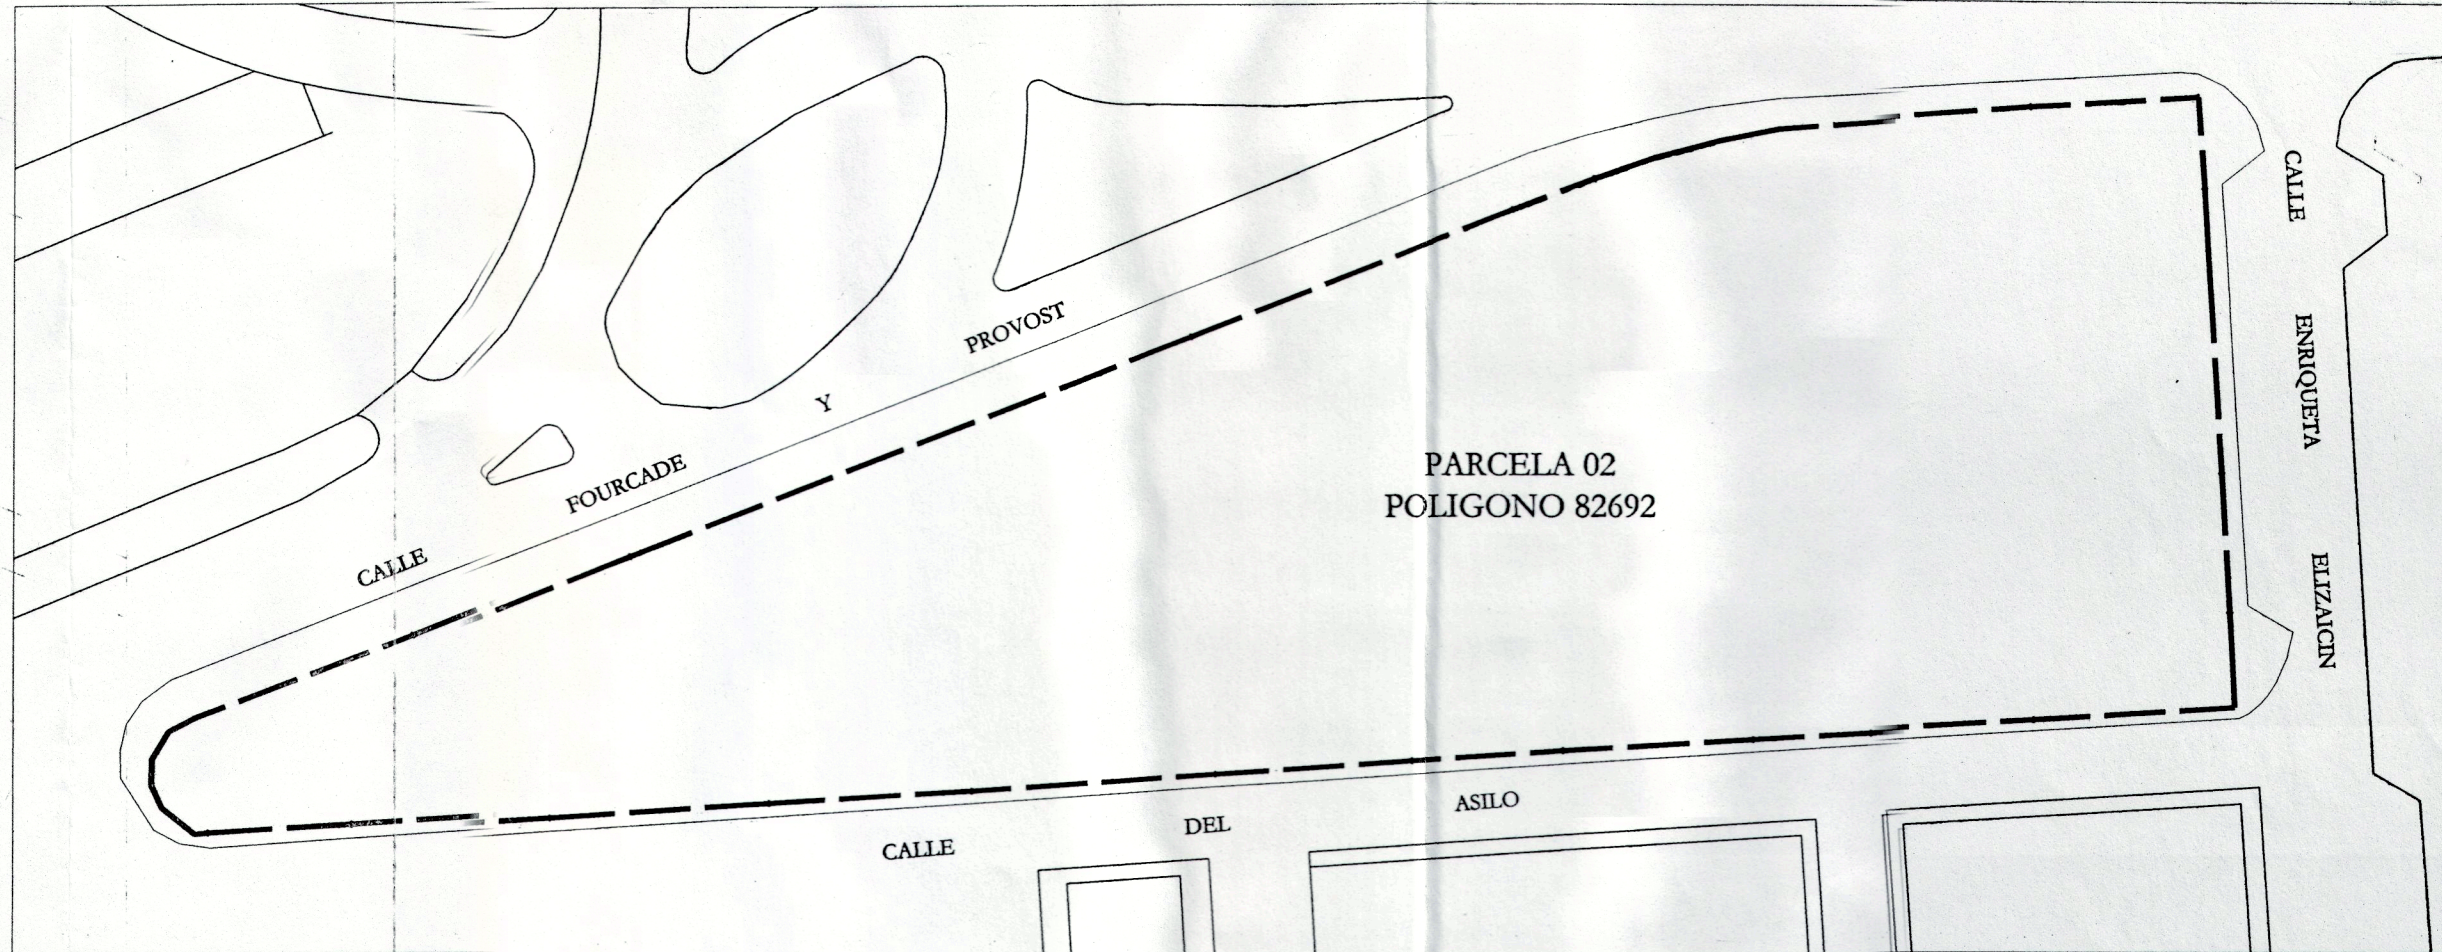 CALLE FOURCADE Y PROVOST
CALLE ENRIQUETA ELIZAICIN
PARCELA 02
POLIGONO 82692
CALLE DEL ASILO